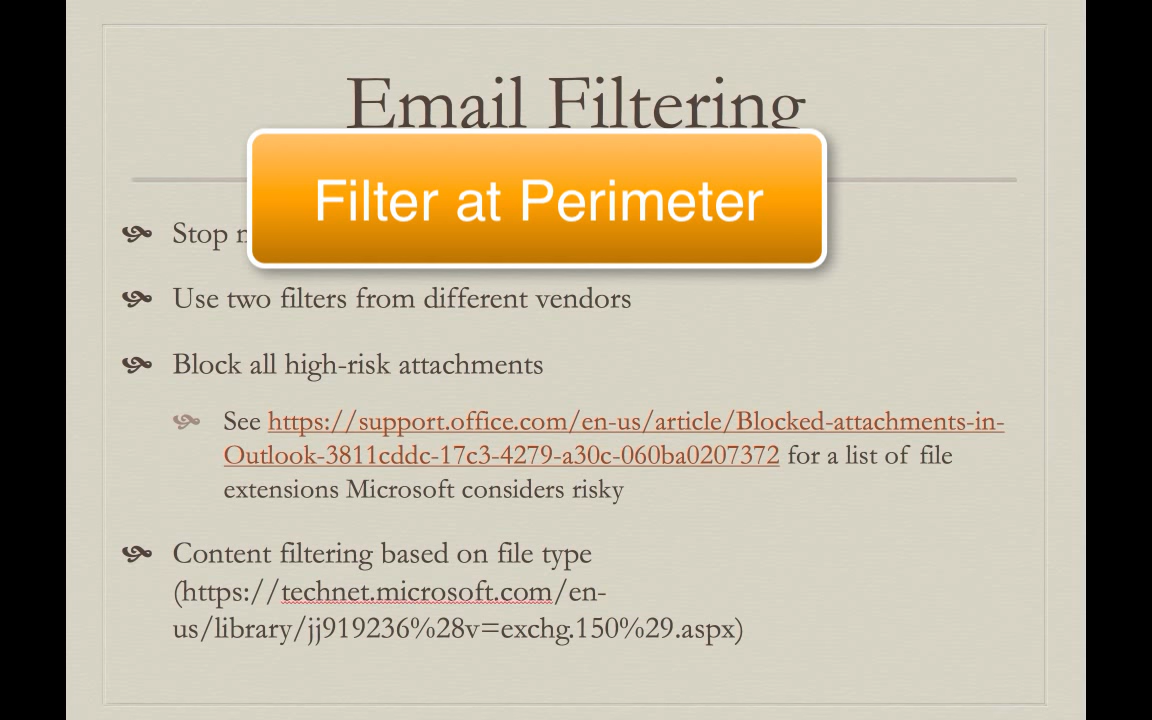 Email Filtering
Filter at Perimeter
Stop
Use two filters from different vendors
Block all high-risk attachments
See https://support.office.com/en-us/article/Blocked-attachments-in-
Outlook-3811cddc-17c3-4279-a30c-060ba0207372 for a list of file
extensions Microsoft considers risky
Content filtering based on file type
(https://technet.microsoft.com/en-
us/library/jj919236%28v=exchg.150%29.aspx)